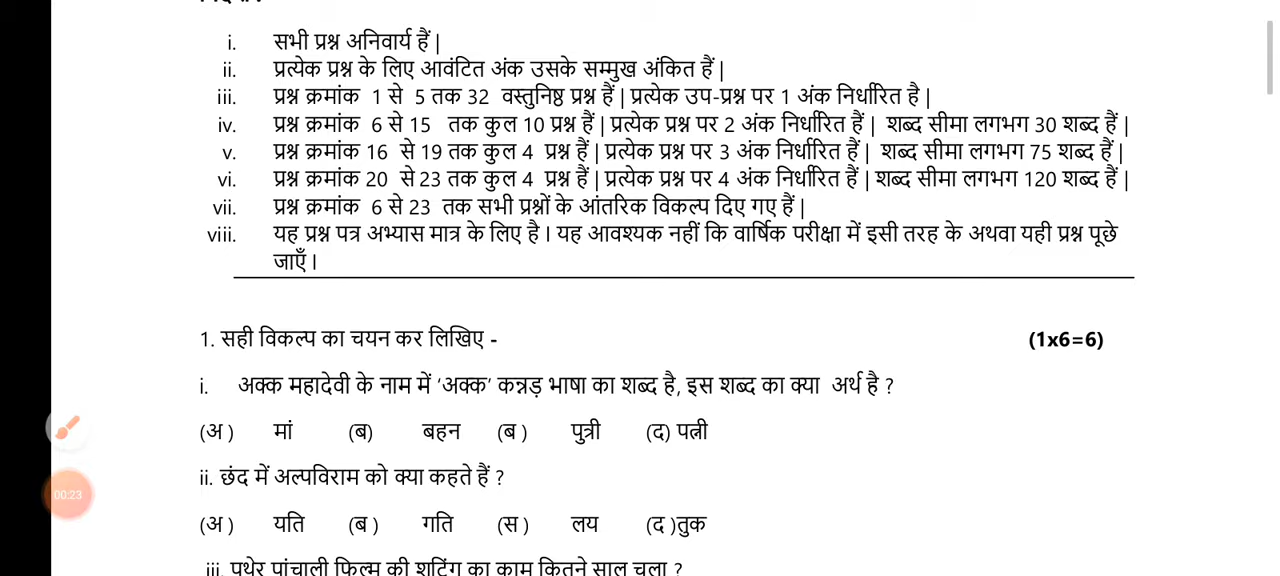 i. सभी प्रश्न अनिवार्य हैं |
ii. प्रत्येक प्रश्न के लिए आवंटित अंक उसके सम्मुख अंकित हैं |
iii. प्रश्न क्रमांक 1 से 5 तक 32 वस्तुनिष्ठ प्रश्न हैं | प्रत्येक उप-प्रश्न पर 1 अंक निर्धारित है |
iv. प्रश्न क्रमांक 6 से 15 तक कुल 10 प्रश्न हैं | प्रत्येक प्रश्न पर 2 अंक निर्धारित हैं | शब्द सीमा लगभग 30 शब्द हैं |
v. प्रश्न क्रमांक 16 से 19 तक कुल 4 प्रश्न हैं | प्रत्येक प्रश्न पर 3 अंक निर्धारित हैं | शब्द सीमा लगभग 75 शब्द हैं |
vi. प्रश्न क्रमांक 20 से 23 तक कुल 4 प्रश्न हैं | प्रत्येक प्रश्न पर 4 अंक निर्धारित हैं | शब्द सीमा लगभग 120 शब्द हैं |
vii. प्रश्न क्रमांक 6 से 23 तक सभी प्रश्नों के आंतरिक विकल्प दिए गए हैं |
viii. यह प्रश्न पत्र अभ्यास मात्र के लिए है । यह आवश्यक नहीं कि वार्षिक परीक्षा में इसी तरह के अथवा यही प्रश्न पूछे
जाएँ ।
1. सही विकल्प का चयन कर लिखिए - (1x6=6)
i. अक्क महादेवी के नाम में ‘अक्क’ कन्नड़ भाषा का शब्द है, इस शब्द का क्या अर्थ है ?
(अ ) मां (ब) बहन (ब ) पुत्री (द) पत्नी
ii. छंद में अल्पविराम को क्या कहते हैं ?
00:23
(अ ) यति (ब ) गति (स ) लय (द )तुक
iii. पथेर पांचाली फिल्म की शूटिंग का काम कितने साल चला ?